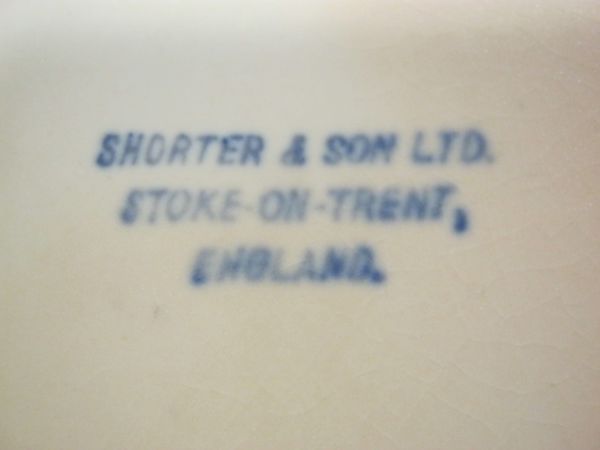 SHORTER & SON LTD.
STOKE-ON-TRENT,
ENGLAND.